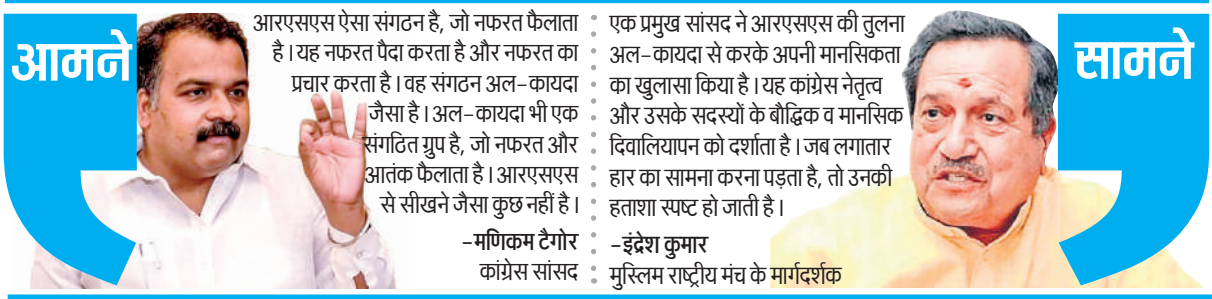 आमने
आरएसएस ऐसा संगठन है, जो नफरत फैलाता
है। यह नफरत पैदा करता है और नफरत का
प्रचार करता है। वह संगठन अल-कायदा
जैसा है। अल-कायदा भी एक
संगठित ग्रुप है, जो नफरत और
आतंक फैलाता है। आरएसएस
से सीखने जैसा कुछ नहीं है।
-मणिकम टैगोर
कांग्रेस सांसद
एक प्रमुख सांसद ने आरएसएस की तुलना
अल-कायदा से करके अपनी मानसिकता
का खुलासा किया है। यह कांग्रेस नेतृत्व
और उसके सदस्यों के बौद्धिक व मानसिक
दिवालियापन को दर्शाता है। जब लगातार
हार का सामना करना पड़ता है, तो उनकी
हताशा स्पष्ट हो जाती है।
-इंद्रेश कुमार
मुस्लिम राष्ट्रीय मंच के मार्गदर्शक
सामने